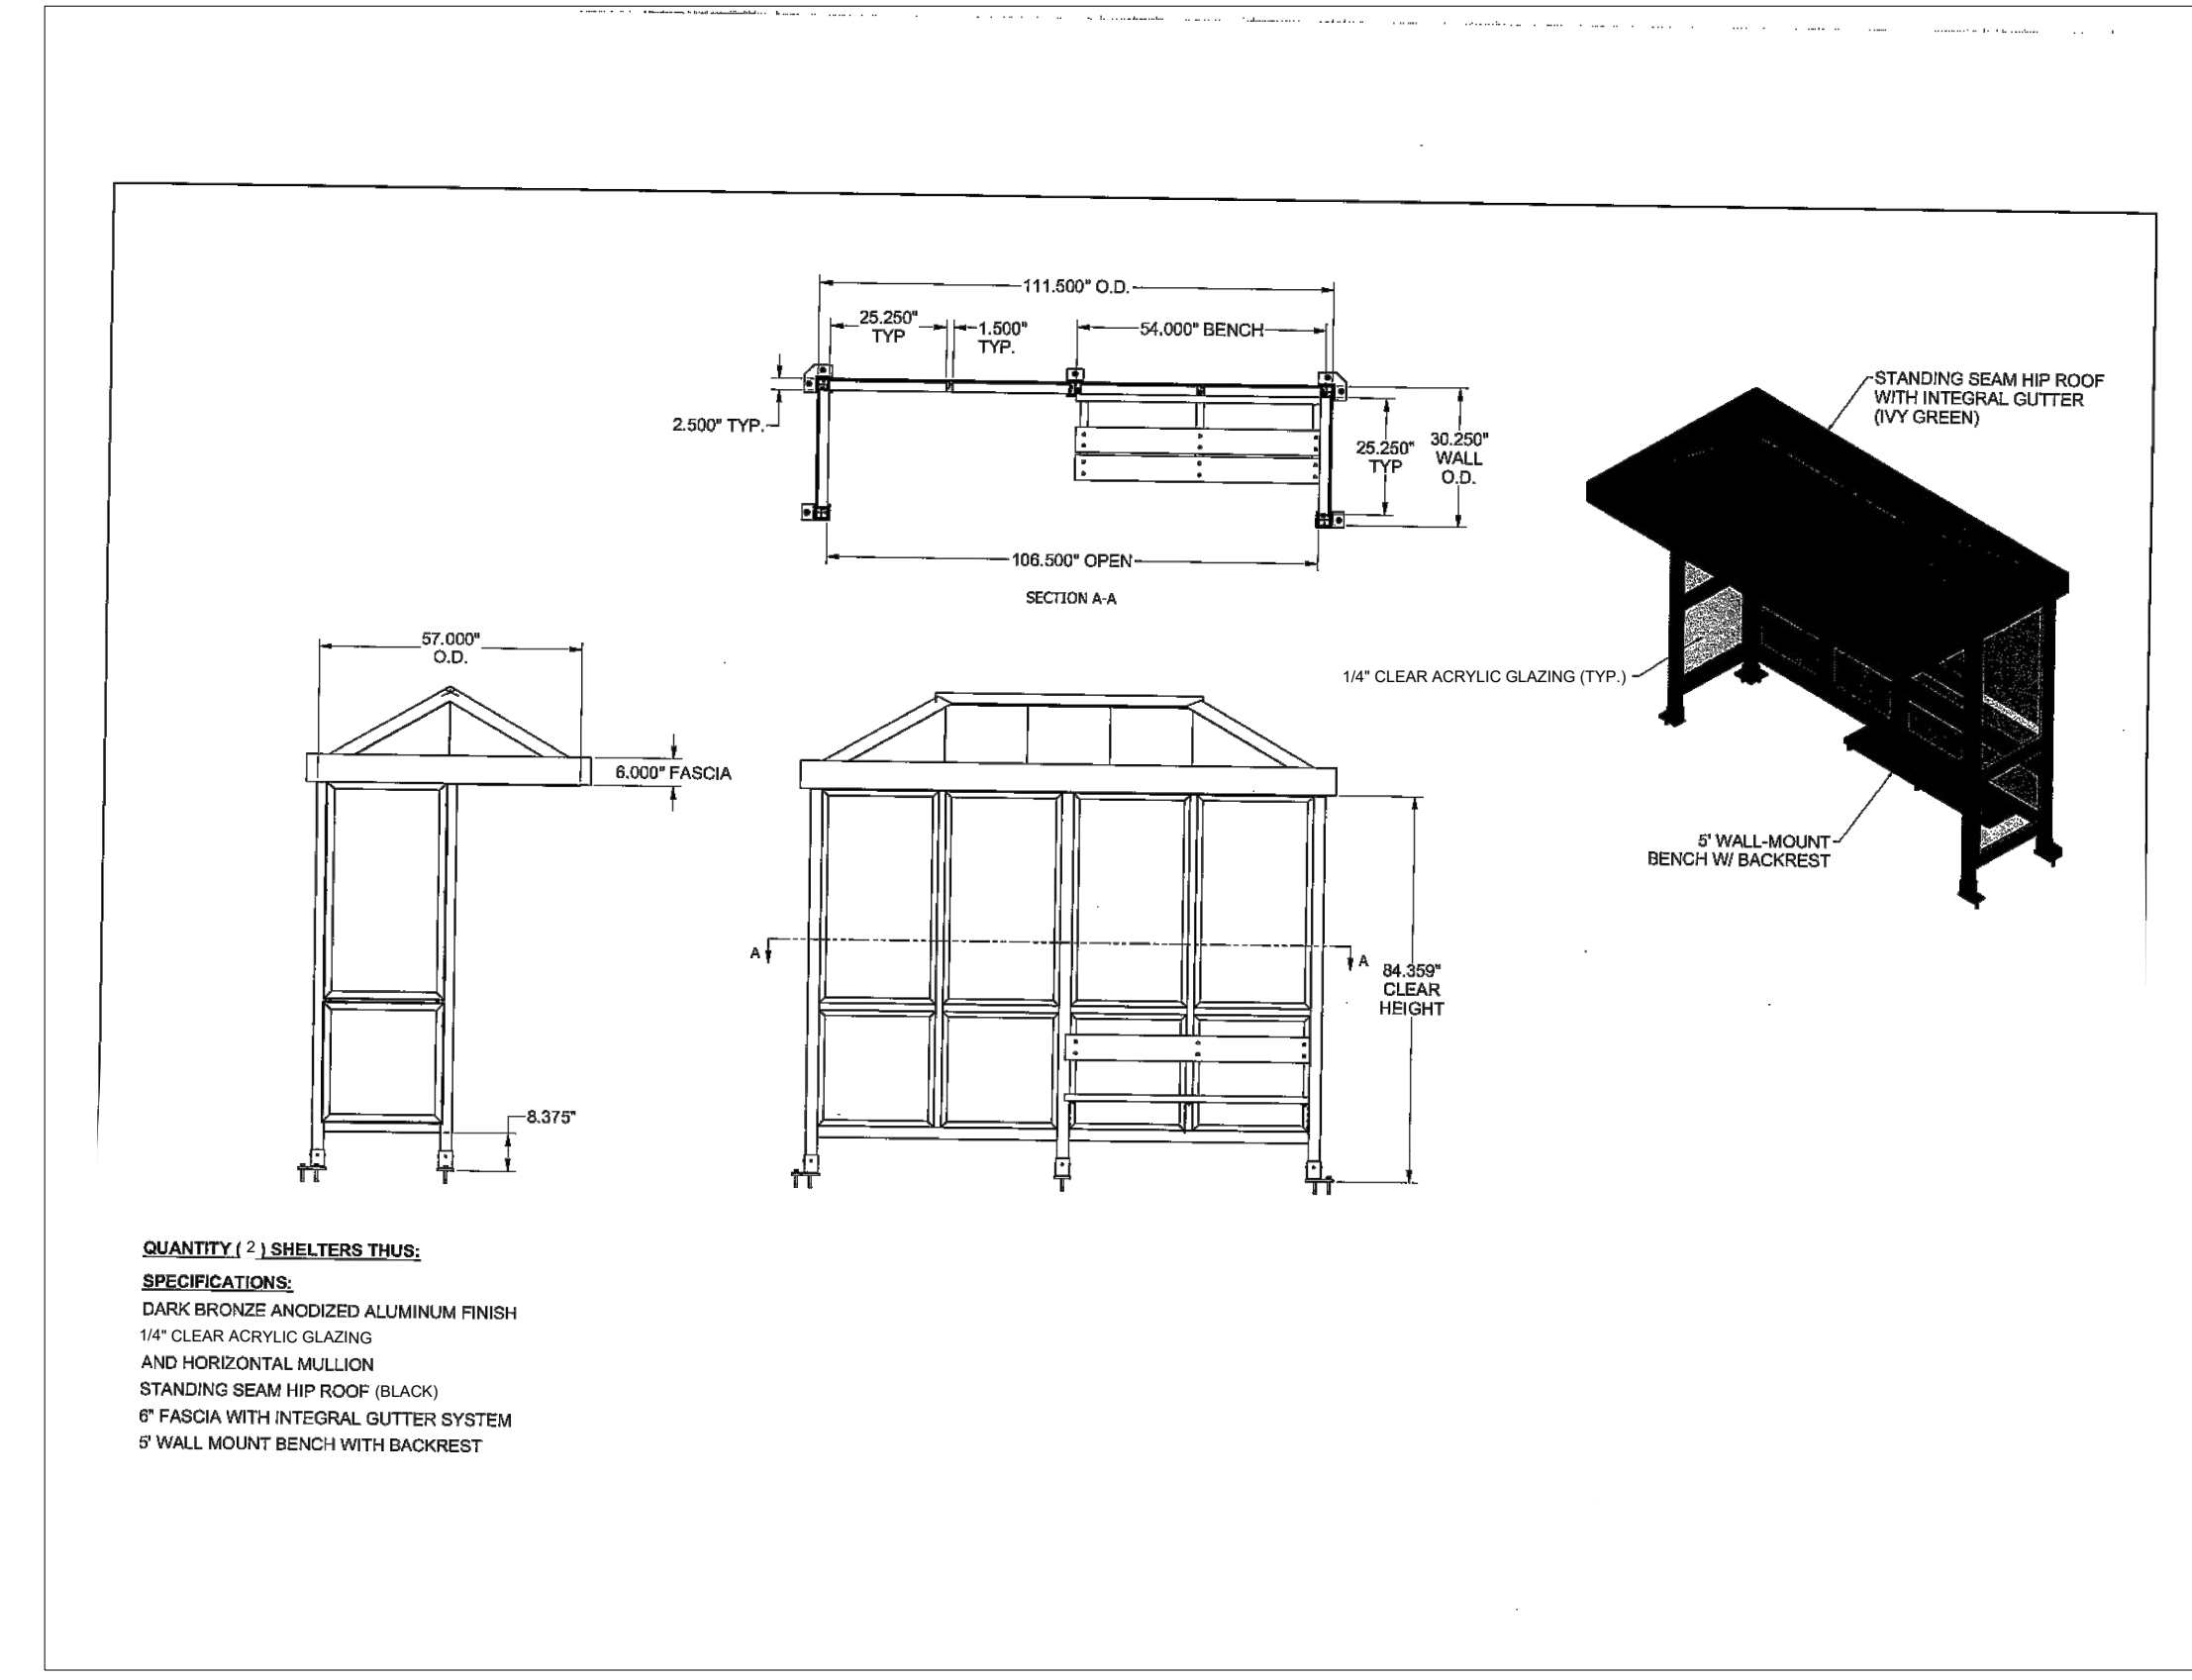 111.500" O.D.
25.250"
TYP
1.500"
TYP.
54.000" BENCH
2.500" TYP.
25.250"
TYP
30.250"
WALL
O.D.
106.500" OPEN
SECTION A-A
STANDING SEAM HIP ROOF
WITH INTEGRAL GUTTER
(IVY GREEN)
1/4" CLEAR ACRYLIC GLAZING (TYP.)
5' WALL-MOUNT
BENCH W/ BACKREST
57.000"
O.D.
6.000" FASCIA
8.375"
A
A
84.359"
CLEAR
HEIGHT
QUANTITY ( 2 ) SHELTERS THUS:
SPECIFICATIONS:
DARK BRONZE ANODIZED ALUMINUM FINISH
1/4" CLEAR ACRYLIC GLAZING
AND HORIZONTAL MULLION
STANDING SEAM HIP ROOF (BLACK)
6" FASCIA WITH INTEGRAL GUTTER SYSTEM
5' WALL MOUNT BENCH WITH BACKREST